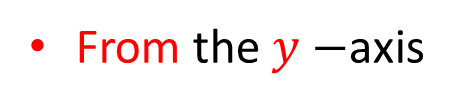 • From the y −axis